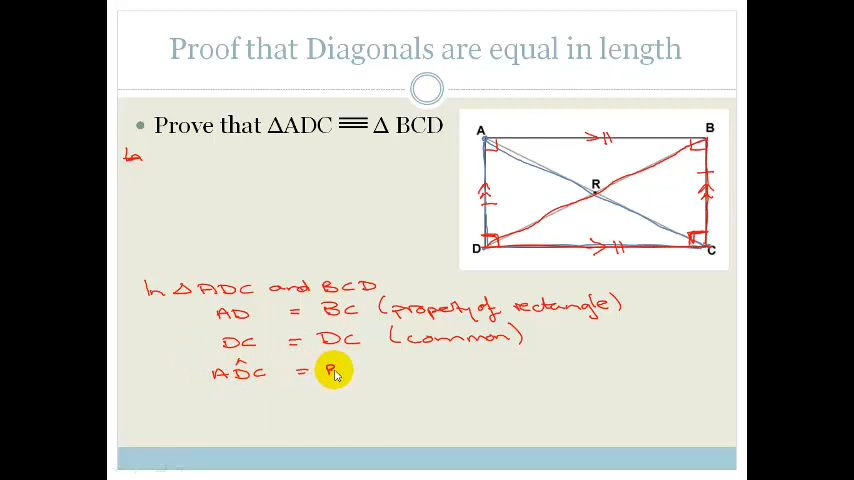 Proof that Diagonals are equal in length
Prove that ΔADC ≡ Δ BCD
A
B
R
D
C
In Δ ADC and BCD
AD = BC (property of rectangle)
DC = DC (common)
AD̂C =